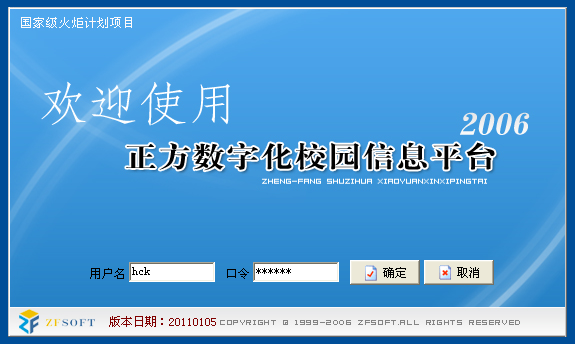 国家级火炬计划项目
欢迎使用
2006
正方数字化校园信息平台
ZHENG-FANG SHUZIHUA XIAOYUANXINXIPINGTAI
用户名 hck 口令 ****** 确定 取消
ZFSOFT 版本日期：20110105 COPYRIGHT @ 1999-2006 ZFSOFT.ALL RIGHTS RESERVED